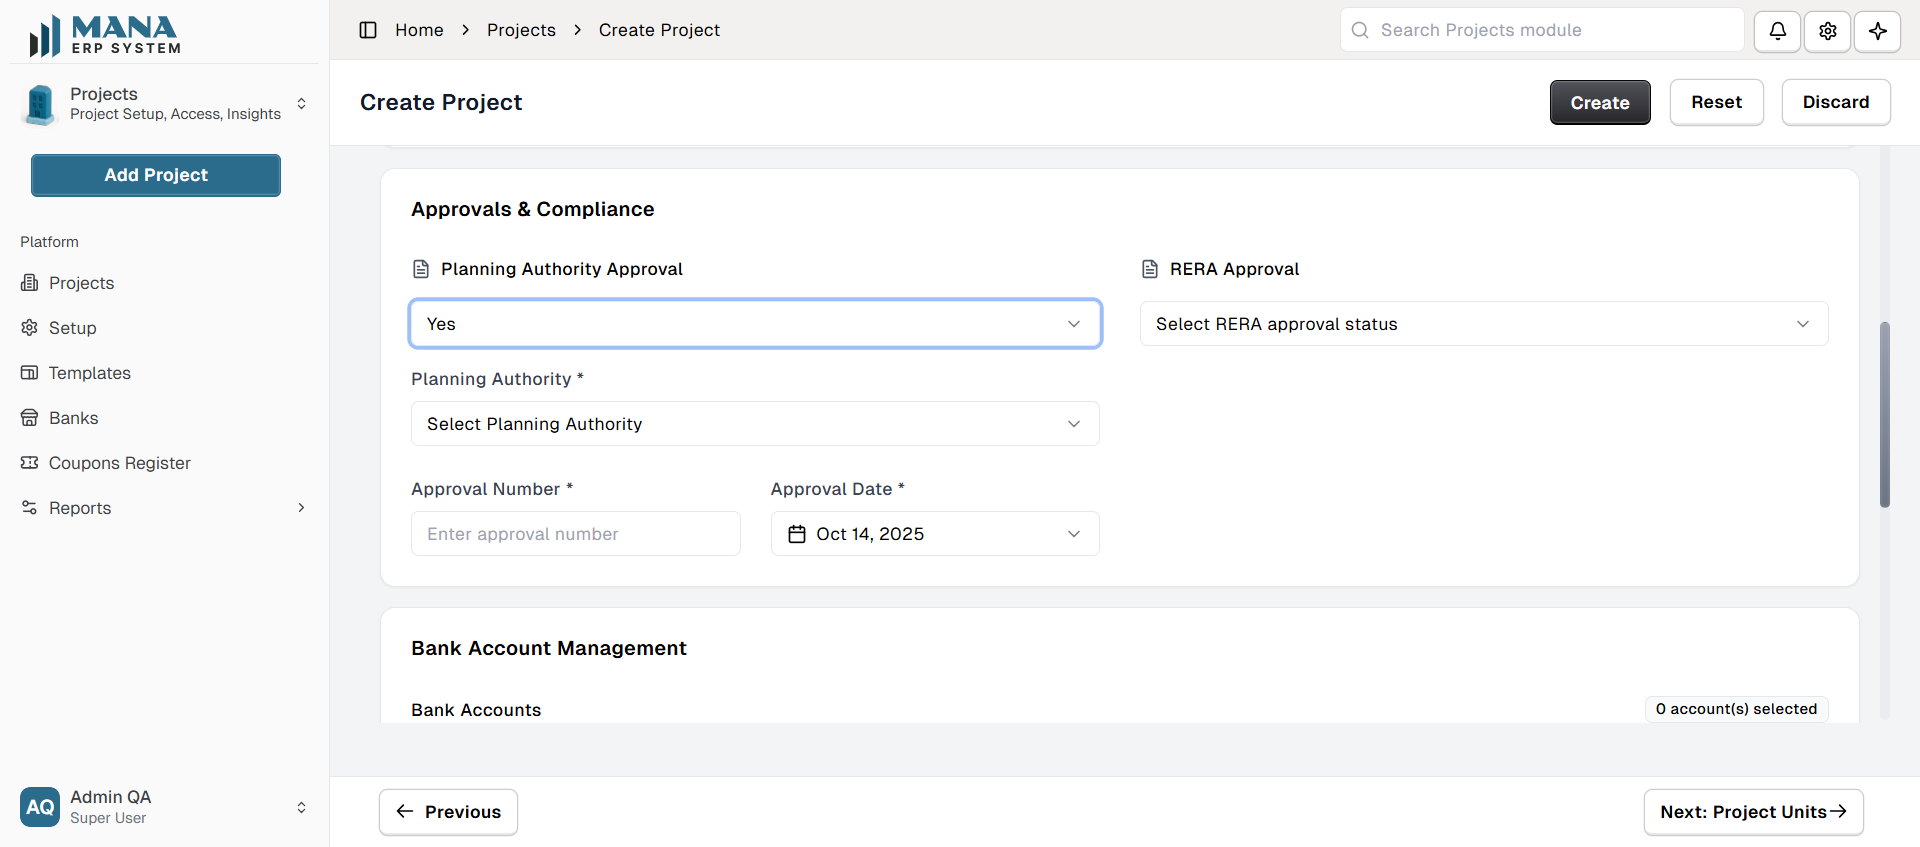 MANA
ERP SYSTEM
Home
Projects
Create Project
Search Projects module
Projects
Project Setup, Access, Insights
Create Project
Create
Reset
Discard
Add Project
Platform
Projects
Setup
Templates
Banks
Coupons Register
Reports
Approvals & Compliance
Planning Authority Approval
RERA Approval
Yes
Select RERA approval status
Planning Authority *
Select Planning Authority
Approval Number *
Approval Date *
Enter approval number
Oct 14, 2025
Bank Account Management
Bank Accounts
0 account(s) selected
AQ
Admin QA
Super User
Previous
Next: Project Units